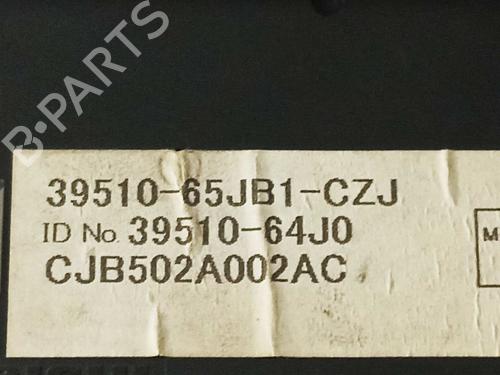 B-PARTS
39510-65JB1-CZJ
ID No. 39510-64J0
CJB502A002AC
M